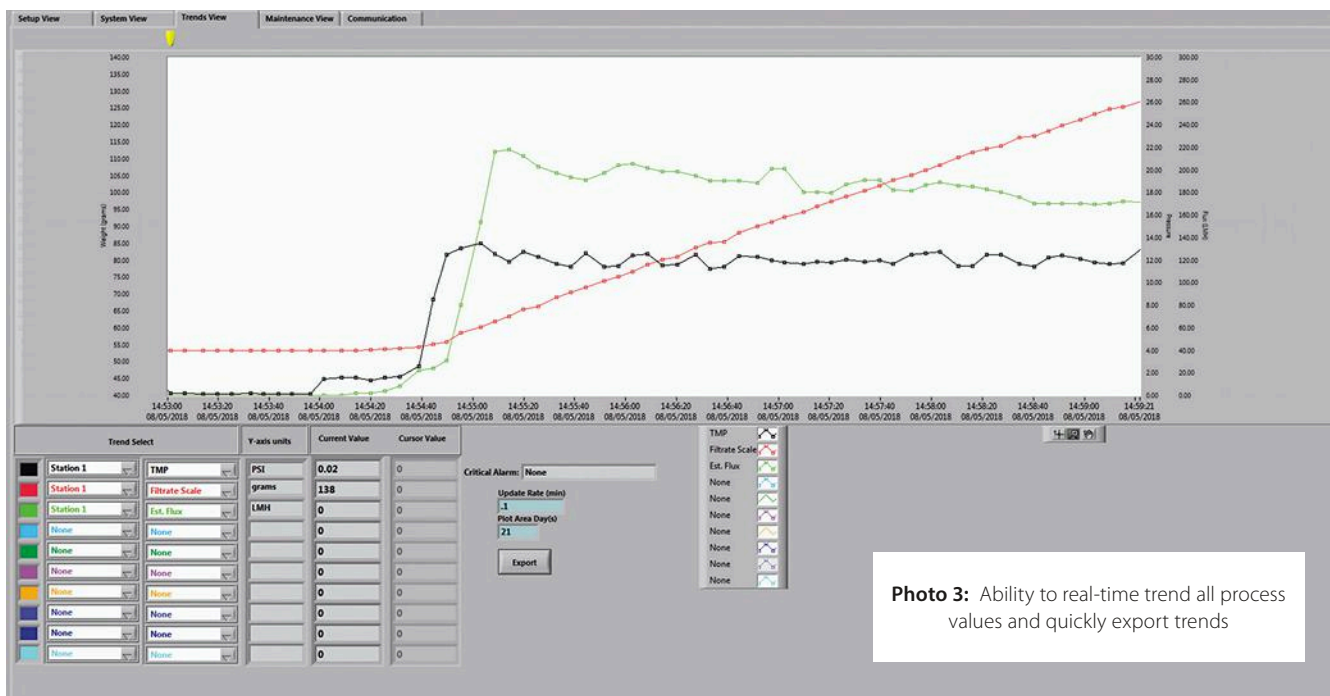 Setup View System View Trends View Maintenance View Communication
140.00
135.00
130.00
125.00
120.00
115.00
110.00
105.00
100.00
95.00
90.00
85.00
80.00
75.00
70.00
65.00
60.00
55.00
50.00
45.00
40.00
Weight (grams)
30.00 300.00
28.00 280.00
26.00 260.00
24.00 240.00
22.00 220.00
20.00 200.00
18.00 180.00
16.00 160.00
14.00 140.00
12.00 120.00
10.00 100.00
8.00 80.00
6.00 60.00
4.00 40.00
2.00 20.00
0.00 0.00
Pressure
Flux (LMH)
14:53:00 14:53:20 14:53:40 14:54:00 14:54:20 14:54:40 14:55:00 14:55:20 14:55:40 14:56:00 14:56:20 14:56:40 14:57:00 14:57:20 14:57:40 14:58:00 14:58:20 14:58:40 14:59:00 14:59:21
08/05/2018 08/05/2018 08/05/2018 08/05/2018 08/05/2018 08/05/2018 08/05/2018 08/05/2018 08/05/2018 08/05/2018 08/05/2018 08/05/2018 08/05/2018 08/05/2018 08/05/2018 08/05/2018 08/05/2018 08/05/2018 08/05/2018 08/05/2018
Trend Select Y-axis units Current Value Cursor Value
Station 1 TMP PSI 0.02 0
Station 1 Filtrate Scale grams 138 0
Station 1 Est. Flux LMH 0 0
None None 0 0
None None 0 0
None None 0 0
None None 0 0
None None 0 0
None None 0 0
None None 0 0
Critical Alarm: None
Update Rate (min)
.1
Plot Area Day(s)
21
Export
TMP
Filtrate Scale
Est. Flux
None
None
None
None
None
None
None
Photo 3: Ability to real-time trend all process
values and quickly export trends